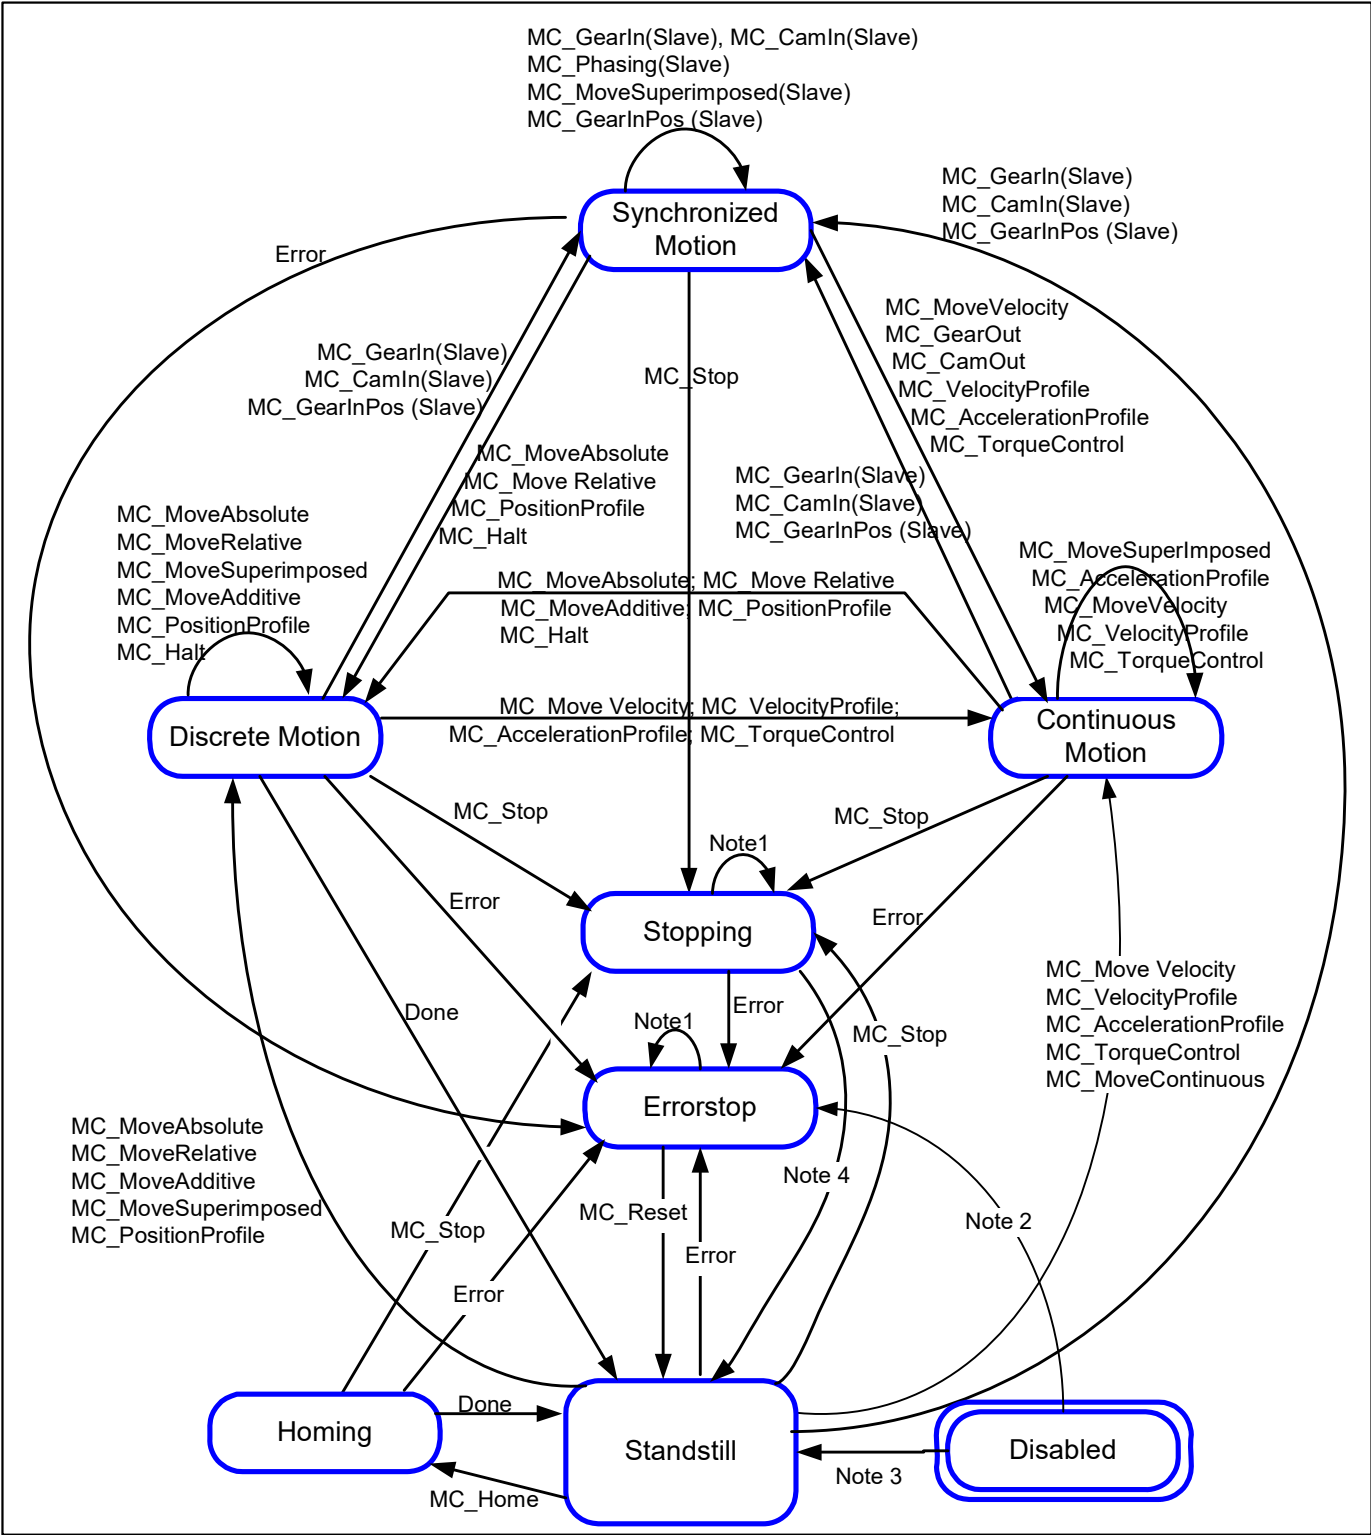 MC_GearIn(Slave), MC_CamIn(Slave)
MC_Phasing(Slave)
MC_MoveSuperimposed(Slave)
MC_GearInPos (Slave)
Synchronized
Motion
MC_GearIn(Slave)
MC_CamIn(Slave)
MC_GearInPos (Slave)
Error
MC_GearIn(Slave)
MC_CamIn(Slave)
MC_GearInPos (Slave)
MC_Stop
MC_MoveVelocity
MC_GearOut
MC_CamOut
MC_VelocityProfile
MC_AccelerationProfile
MC_TorqueControl
MC_MoveAbsolute
MC_Move Relative
MC_PositionProfile
MC_Halt
MC_GearIn(Slave)
MC_CamIn(Slave)
MC_GearInPos (Slave)
MC_MoveAbsolute
MC_MoveRelative
MC_MoveSuperimposed
MC_MoveAdditive
MC_PositionProfile
MC_Halt
MC_MoveSuperImposed
MC_AccelerationProfile
MC_MoveVelocity
MC_VelocityProfile
MC_TorqueControl
MC_MoveAbsolute; MC_Move Relative
MC_MoveAdditive; MC_PositionProfile
MC_Halt
Discrete Motion
MC_Move Velocity; MC_VelocityProfile;
MC_AccelerationProfile; MC_TorqueControl
Continuous
Motion
MC_Stop
MC_Stop
Note1
Error
Stopping
Error
Done
Error
Note1
MC_Stop
MC_Move Velocity
MC_VelocityProfile
MC_AccelerationProfile
MC_TorqueControl
MC_MoveContinuous
Errorstop
MC_MoveAbsolute
MC_MoveRelative
MC_MoveAdditive
MC_MoveSuperimposed
MC_PositionProfile
MC_Stop
MC_Reset
Note 4
Note 2
Error
Error
Homing
Done
Standstill
Disabled
Note 3
MC_Home